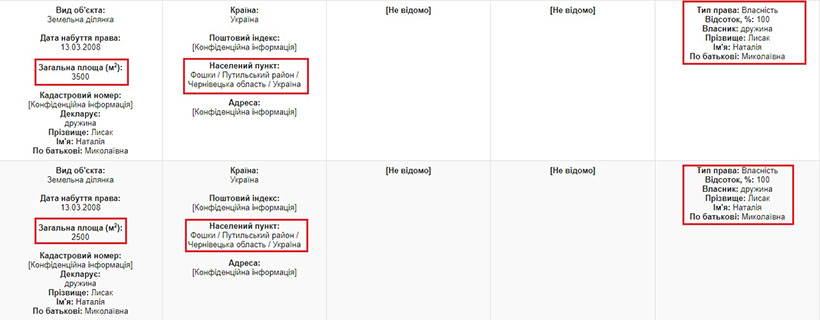 Вид об'єкта:
Земельна ділянка
Дата набуття права:
13.03.2008
Загальна площа (м²):
3500
Кадастровий номер:
[Конфіденційна інформація]
Декларує:
дружина
Прізвище: Лисак
Ім'я: Наталія
По батькові: Миколаївна
Країна:
Україна
Поштовий індекс:
[Конфіденційна інформація]
Населений пункт:
Фошки / Путильський район /
Чернівецька область / Україна
Адреса:
[Конфіденційна інформація]
[Не відомо]
[Не відомо]
Тип права: Власність
Відсоток, %: 100
Власник: дружина
Прізвище: Лисак
Ім'я: Наталія
По батькові: Миколаївна
Вид об'єкта:
Земельна ділянка
Дата набуття права:
13.03.2008
Загальна площа (м²):
2500
Кадастровий номер:
[Конфіденційна інформація]
Декларує:
дружина
Прізвище: Лисак
Ім'я: Наталія
По батькові: Миколаївна
Країна:
Україна
Поштовий індекс:
[Конфіденційна інформація]
Населений пункт:
Фошки / Путильський район /
Чернівецька область / Україна
Адреса:
[Конфіденційна інформація]
[Не відомо]
[Не відомо]
Тип права: Власність
Відсоток, %: 100
Власник: дружина
Прізвище: Лисак
Ім'я: Наталія
По батькові: Миколаївна